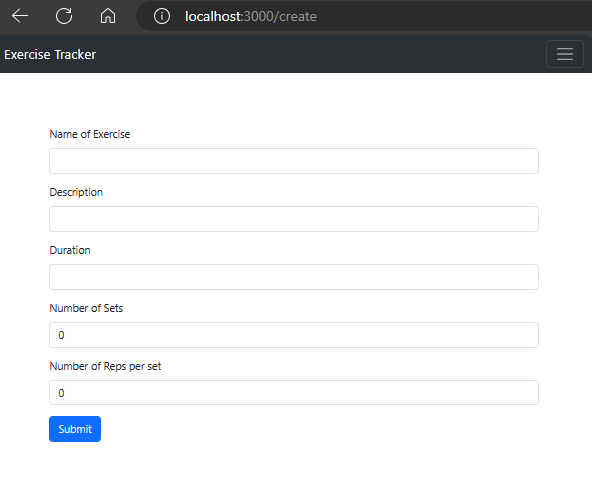 localhost:3000/create
Exercise Tracker
Name of Exercise
Description
Duration
Number of Sets
0
Number of Reps per set
0
Submit